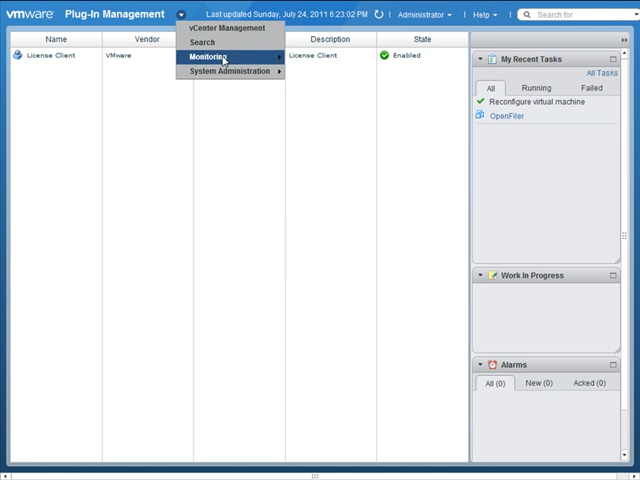 vmware Plug-In Management Last updated Sunday, July 24, 2011 6:23:02 PM Administrator Help Search for
vCenter Management
Search
Monitoring
System Administration
Name Vendor Description State
License Client VMware License Client Enabled
My Recent Tasks
All Tasks
All Running Failed
Reconfigure virtual machine
OpenFiler
Work In Progress
Alarms
All (0) New (0) Acked (0)